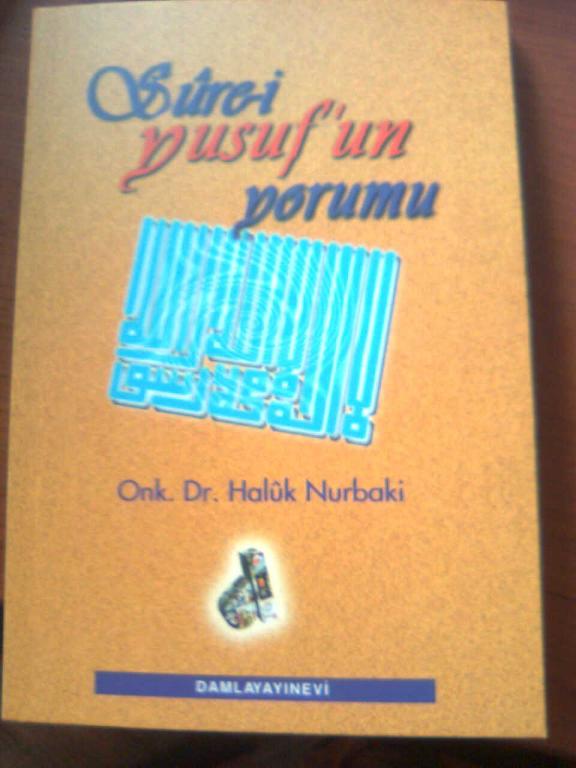 Sûre-i
yusuf'un
yorumu
Onk. Dr. Halûk Nurbaki
DAMLAYAYINEVİ